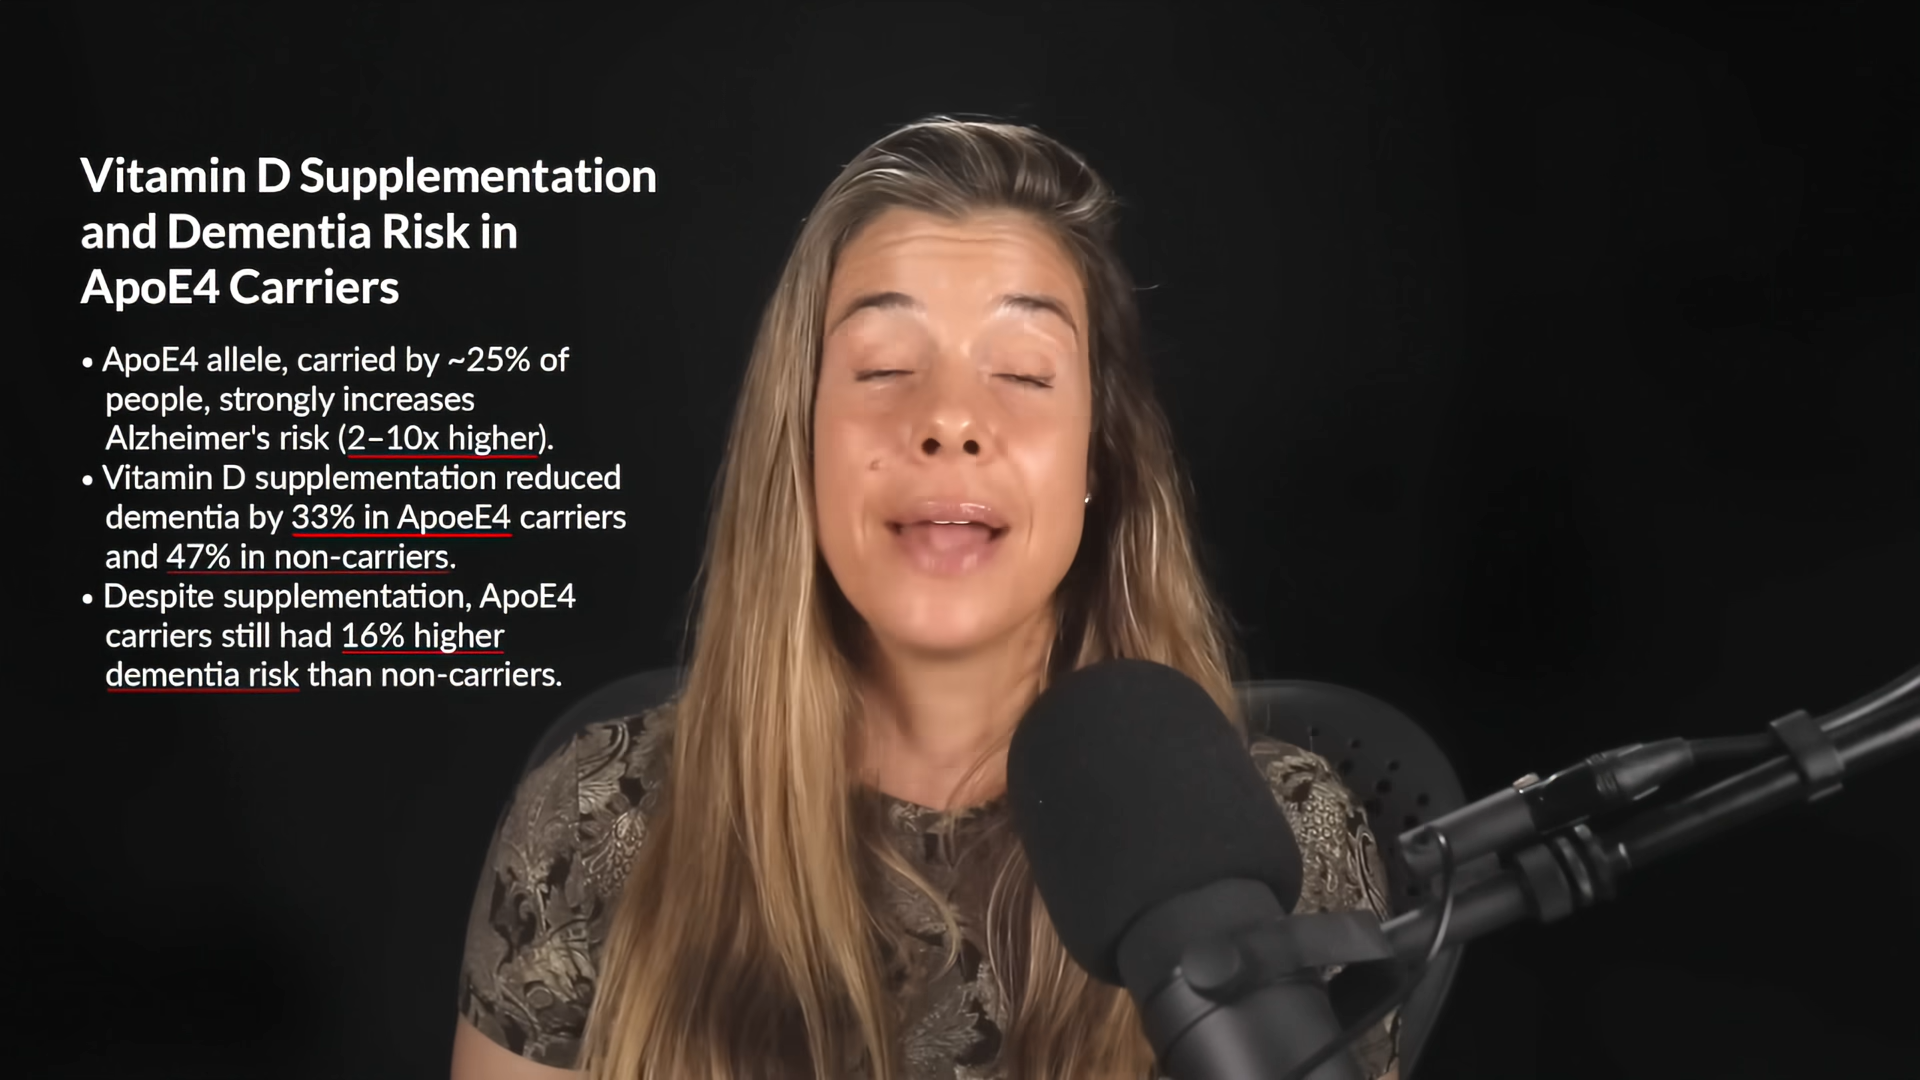 Vitamin D Supplementation
and Dementia Risk in
ApoE4 Carriers
• ApoE4 allele, carried by ~25% of
people, strongly increases
Alzheimer's risk (2–10x higher).
• Vitamin D supplementation reduced
dementia by 33% in ApoeE4 carriers
and 47% in non-carriers.
• Despite supplementation, ApoE4
carriers still had 16% higher
dementia risk than non-carriers.